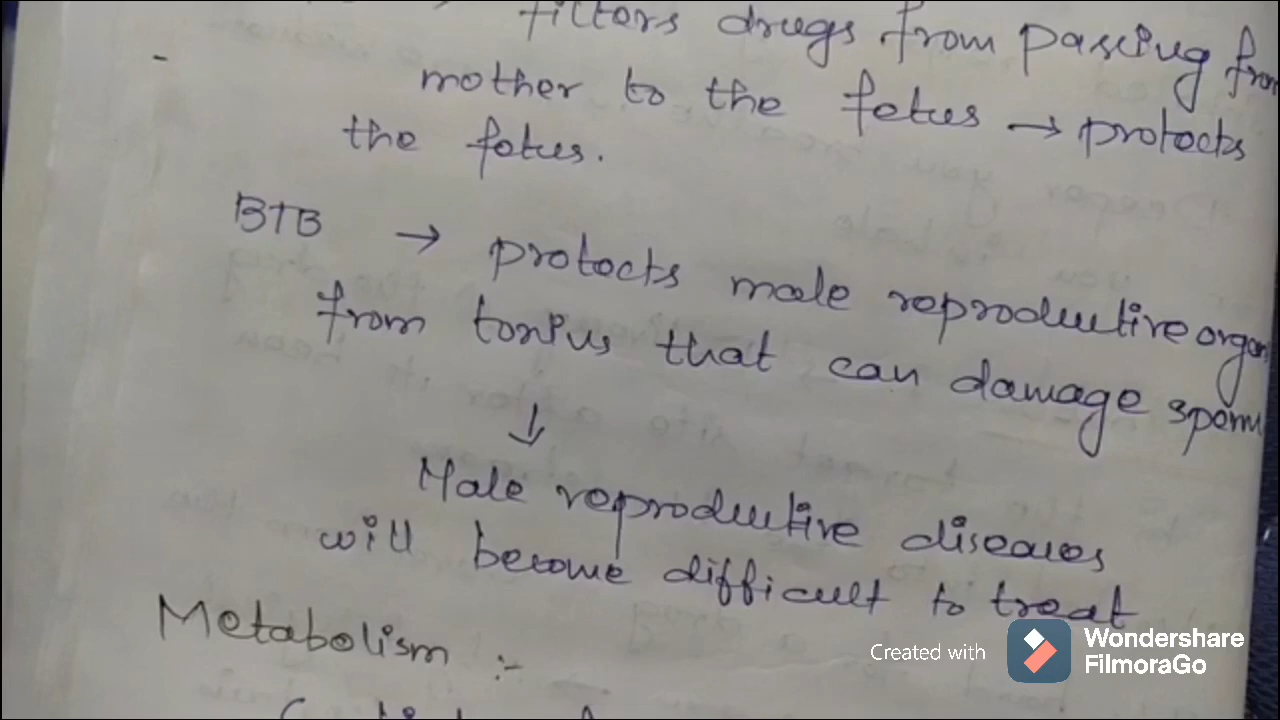 filters drugs from passing from
mother to the fetus → protects
the fetus.
BTB → protects male reproductive organ
from toxins that can damage sperm
↓
Male reproductive diseases
will become difficult to treat
Metabolism :-
Created with Wondershare FilmoraGo